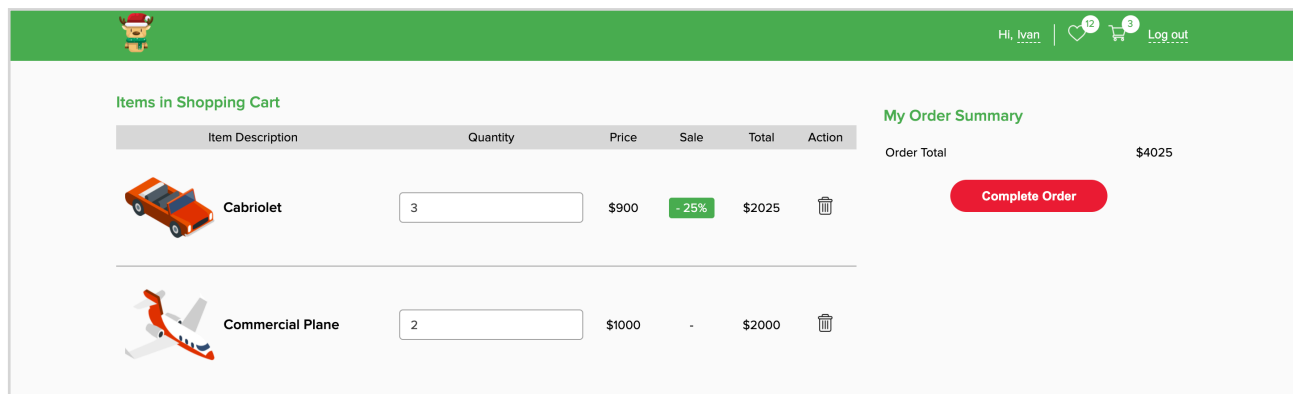 Hi, Ivan 12 3 Log out
Items in Shopping Cart
My Order Summary
Item Description Quantity Price Sale Total Action
Order Total $4025
Complete Order
Cabriolet 3 $900 - 25% $2025
Commercial Plane 2 $1000 - $2000